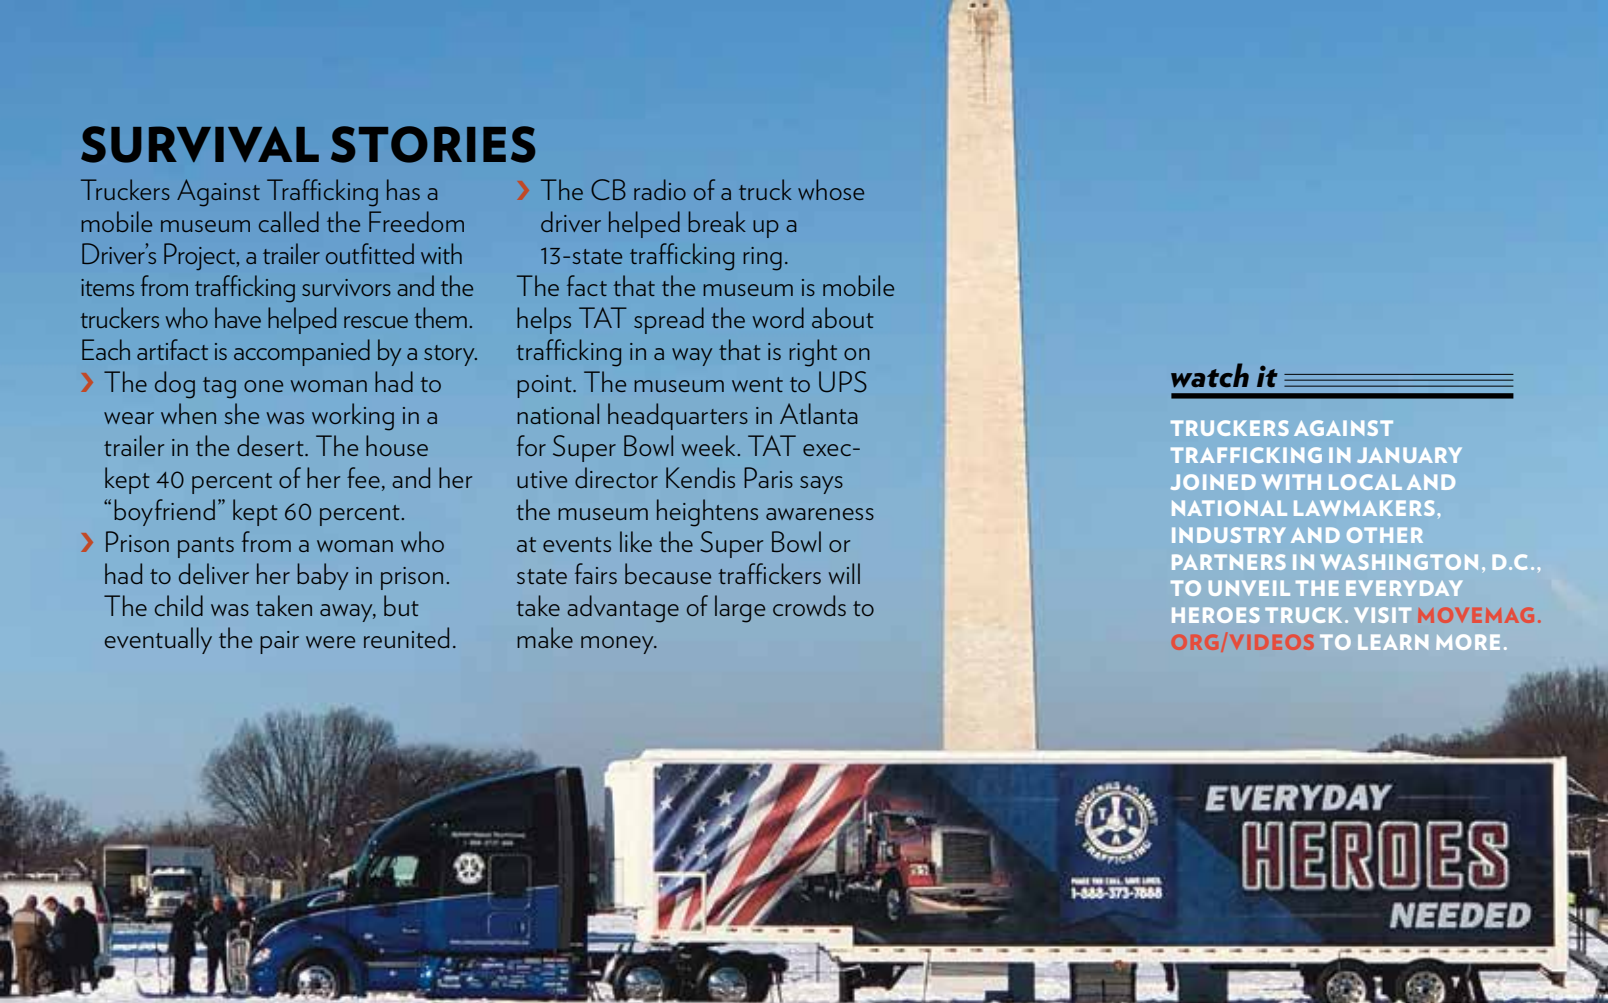 SURVIVAL STORIES
Truckers Against Trafficking has a
mobile museum called the Freedom
Driver's Project, a trailer outfitted with
items from trafficking survivors and the
truckers who have helped rescue them.
Each artifact is accompanied by a story.
› The dog tag one woman had to
wear when she was working in a
trailer in the desert. The house
kept 40 percent of her fee, and her
“boyfriend” kept 60 percent.
› Prison pants from a woman who
had to deliver her baby in prison.
The child was taken away, but
eventually the pair were reunited.
› The CB radio of a truck whose
driver helped break up a
13-state trafficking ring.
The fact that the museum is mobile
helps TAT spread the word about
trafficking in a way that is right on
point. The museum went to UPS
national headquarters in Atlanta
for Super Bowl week. TAT exec-
utive director Kendis Paris says
the museum heightens awareness
at events like the Super Bowl or
state fairs because traffickers will
take advantage of large crowds to
make money.
watch it
TRUCKERS AGAINST
TRAFFICKING IN JANUARY
JOINED WITH LOCAL AND
NATIONAL LAWMAKERS,
INDUSTRY AND OTHER
PARTNERS IN WASHINGTON, D.C.,
TO UNVEIL THE EVERYDAY
HEROES TRUCK. VISIT MOVEMAG.
ORG/VIDEOS TO LEARN MORE.
TRUCKERS AGAINST
TAT
TRAFFICKING
MAKE THE CALL. SAVE LIVES.
1-888-373-7888
EVERYDAY
HEROES
NEEDED